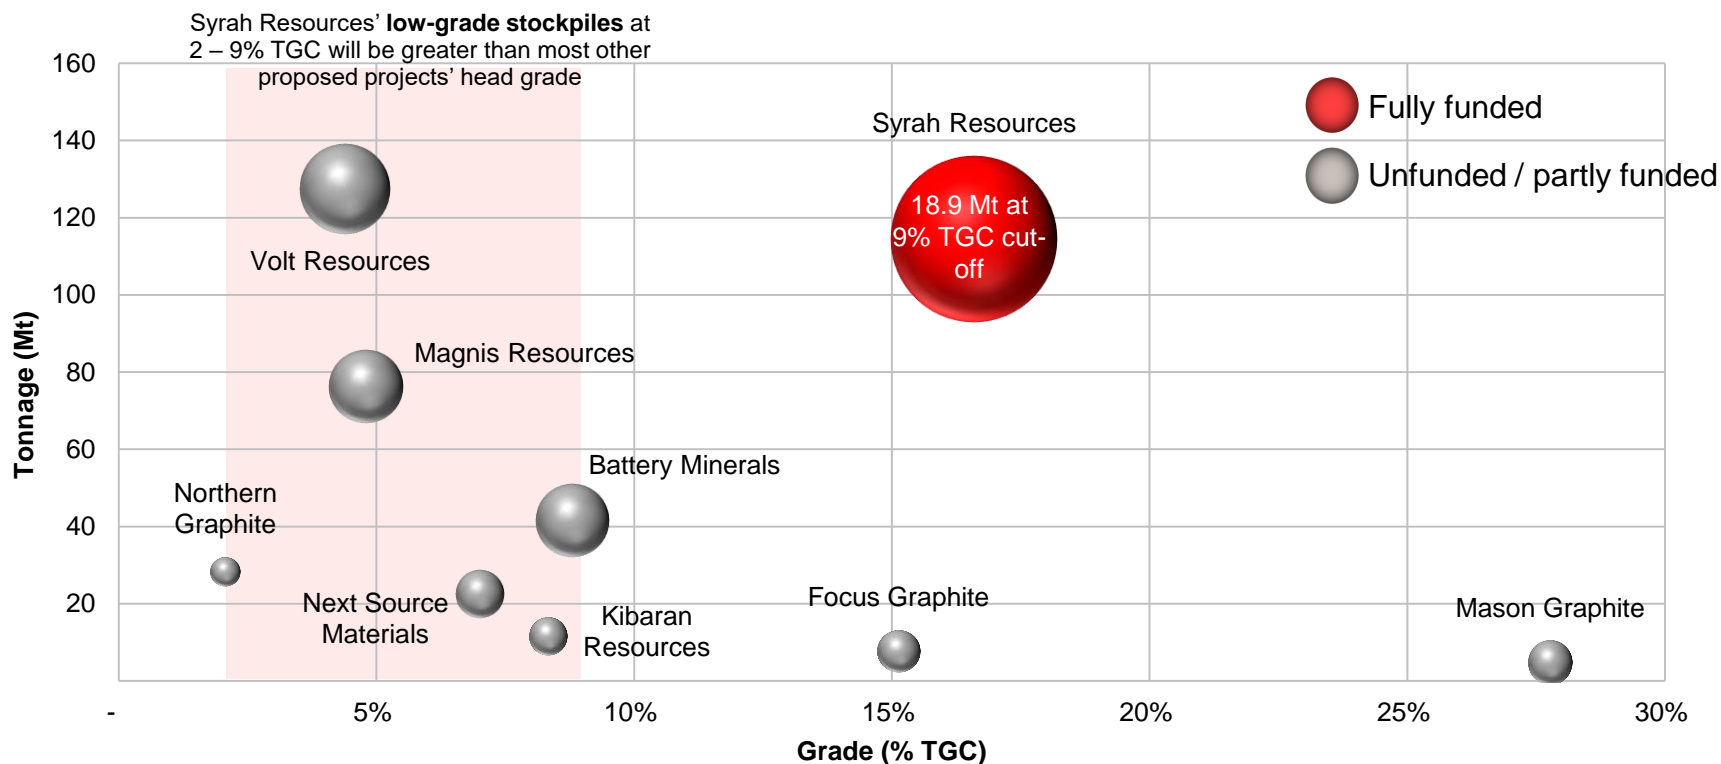 Syrah Resources’ low-grade stockpiles at
2 – 9% TGC will be greater than most other
proposed projects’ head grade
160
140
120
100
80
60
40
20
Tonnage (Mt)
Fully funded
Unfunded / partly funded
Syrah Resources
18.9 Mt at
9% TGC cut-
off
Volt Resources
Magnis Resources
Battery Minerals
Northern
Graphite
Next Source
Materials
Kibaran
Resources
Focus Graphite
Mason Graphite
-
5%
10%
15%
20%
25%
30%
Grade (% TGC)